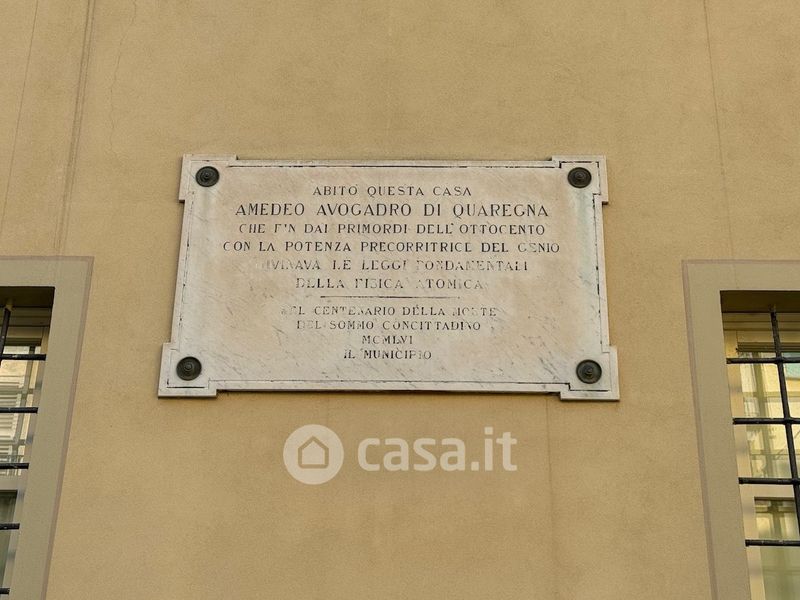 ABITÒ QUESTA CASA
AMEDEO AVOGADRO DI QUAREGNA
CHE FIN DAI PRIMORDI DELL'OTTOCENTO
CON LA POTENZA PRECORRITRICE DEL GENIO
DIVINAVA LE LEGGI FONDAMENTALI
DELLA FISICA ATOMICA
NEL CENTENARIO DELLA MORTE
DEL SOMMO CONCITTADINO
MCMLVI
IL MUNICIPIO
casa.it